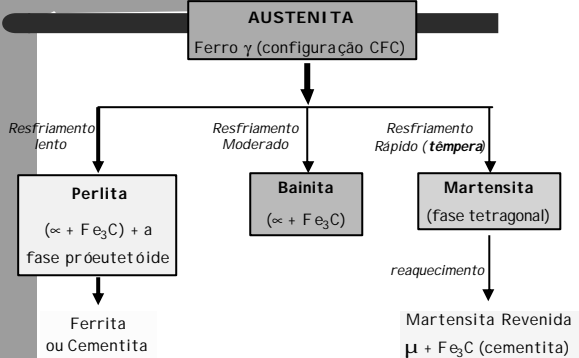 AUSTENITA
Ferro γ (configuração CFC)
Resfriamento
lento
Resfriamento
Moderado
Resfriamento
Rápido (têmpera)
Perlita
(∝ + Fe₃C) + a
fase próeutetóide
Bainita
(∝ + Fe₃C)
Martensita
(fase tetragonal)
reaquecimento
Ferrita
ou Cementita
Martensita Revenida
μ + Fe₃C (cementita)